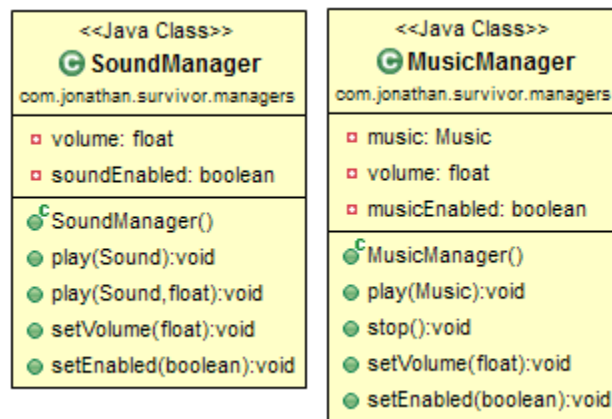 <<Java Class>>
C SoundManager
com.jonathan.survivor.managers
volume: float
soundEnabled: boolean
C SoundManager()
play(Sound):void
play(Sound,float):void
setVolume(float):void
setEnabled(boolean):void
<<Java Class>>
C MusicManager
com.jonathan.survivor.managers
music: Music
volume: float
musicEnabled: boolean
C MusicManager()
play(Music):void
stop():void
setVolume(float):void
setEnabled(boolean):void